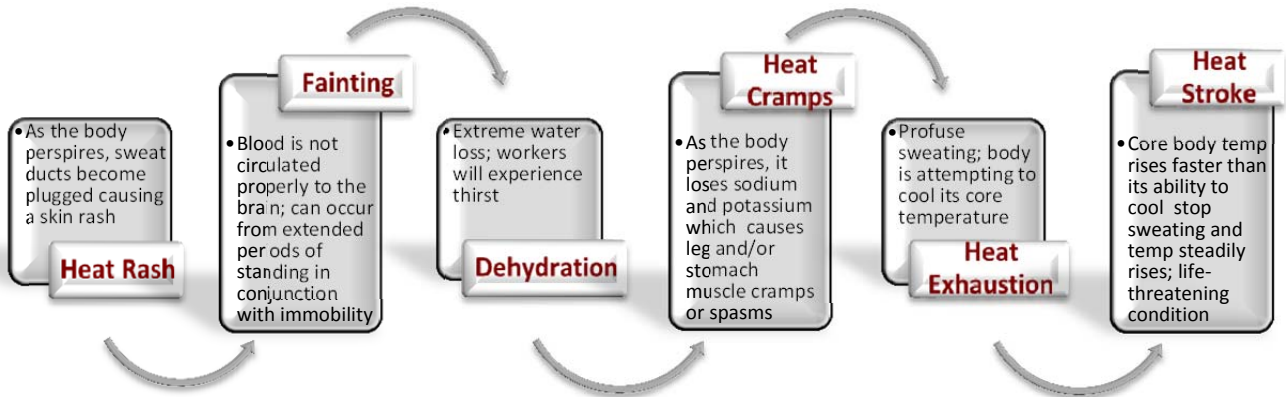 • As the body
perspires, sweat
ducts become
plugged causing
a skin rash
Heat Rash
Fainting
• Blood is not
circulated
properly to the
brain; can occur
from extended
periods of
standing in
conjunction
with immobility
• Extreme water
loss; workers
will experience
thirst
Dehydration
Heat
Cramps
• As the body
perspires, it
loses sodium
and potassium
which causes
leg and/or
stomach
muscle cramps
or spasms
• Profuse
sweating; body
is attempting to
cool its core
temperature
Heat
Exhaustion
Heat
Stroke
• Core body temp
rises faster than
its ability to
cool stop
sweating and
temp steadily
rises; life-
threatening
condition